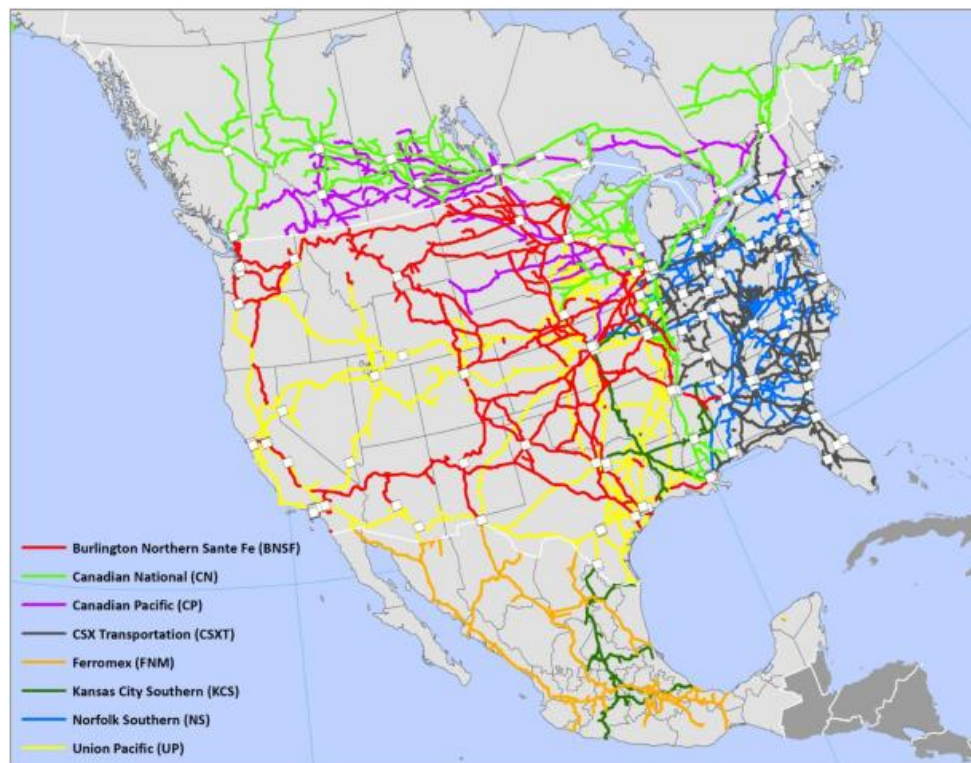 Burlington Northern Sante Fe (BNSF)
Canadian National (CN)
Canadian Pacific (CP)
CSX Transportation (CSXT)
Ferromex (FNM)
Kansas City Southern (KCS)
Norfolk Southern (NS)
Union Pacific (UP)